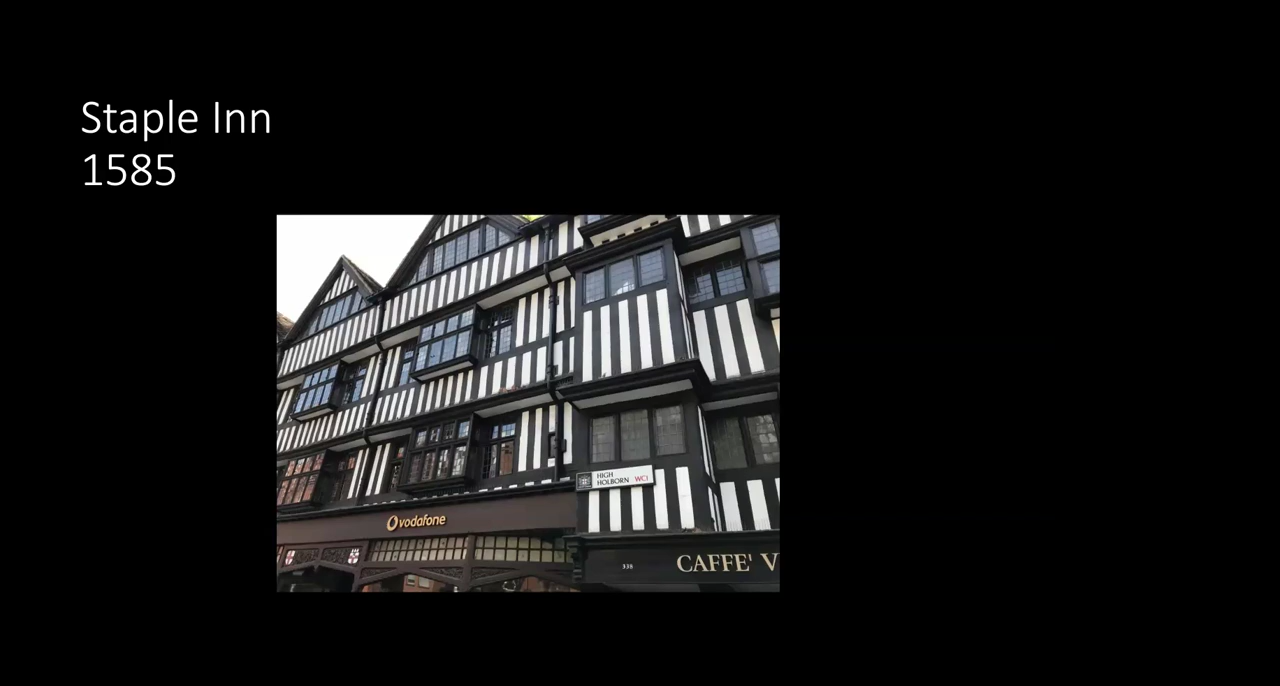 Staple Inn
1585
HIGH
HOLBORN WC1
vodafone
338
CAFFE' V